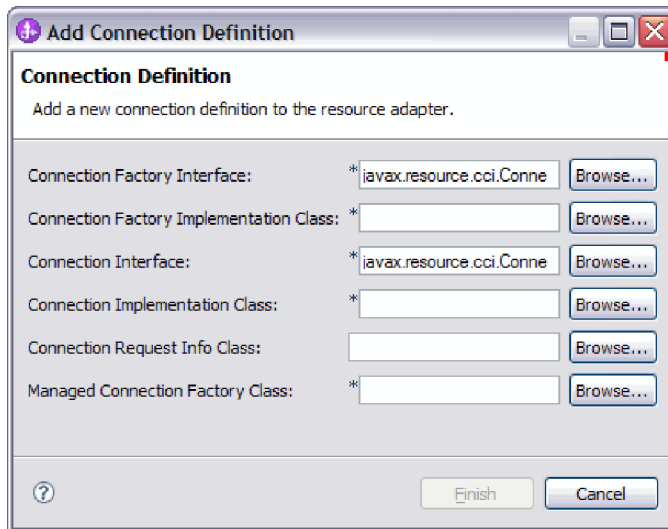 Add Connection Definition
Connection Definition
Add a new connection definition to the resource adapter.
Connection Factory Interface: * javax.resource.cci.Conne Browse...
Connection Factory Implementation Class: * Browse...
Connection Interface: * javax.resource.cci.Conne Browse...
Connection Implementation Class: * Browse...
Connection Request Info Class: Browse...
Managed Connection Factory Class: * Browse...
? Finish Cancel